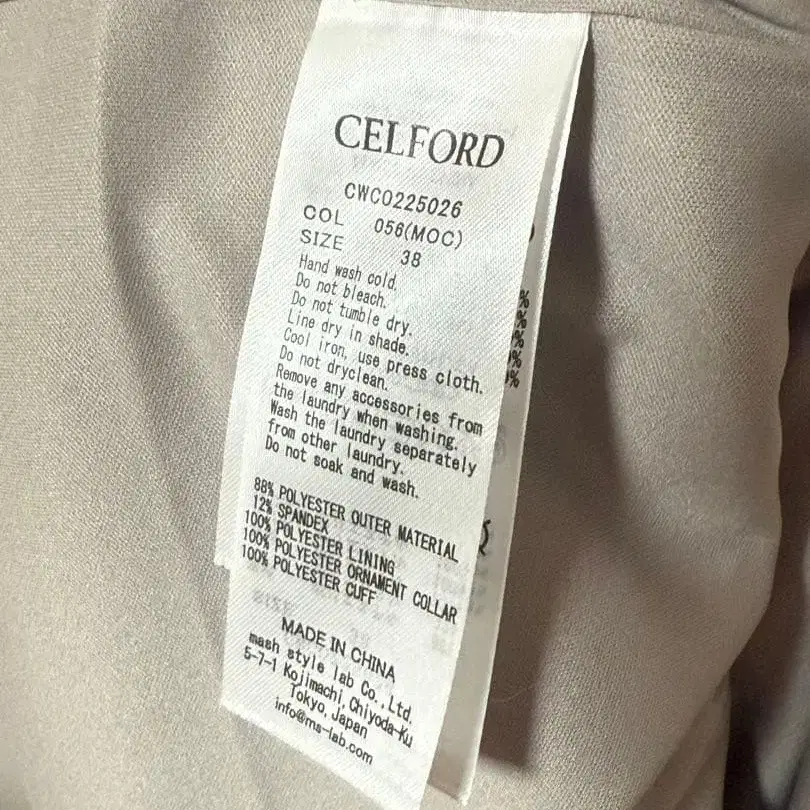 CELFORD
CWCO225026
COL 056(MOC)
SIZE 38
Hand wash cold.
Do not bleach.
Do not tumble dry.
Line dry in shade.
Cool iron, use press cloth.
Do not dryclean.
Remove any accessories from
the laundry when washing.
Wash the laundry separately
from other laundry.
Do not soak and wash.
88% POLYESTER OUTER MATERIAL
12% SPANDEX
100% POLYESTER LINING
100% POLYESTER ORNAMENT COLLAR
100% POLYESTER CUFF
MADE IN CHINA
mash style lab Co.,Ltd.
5-7-1 Kojimachi,Chiyoda-Ku
Tokyo,Japan
info@ms-lab.com
%
%
%
%
%